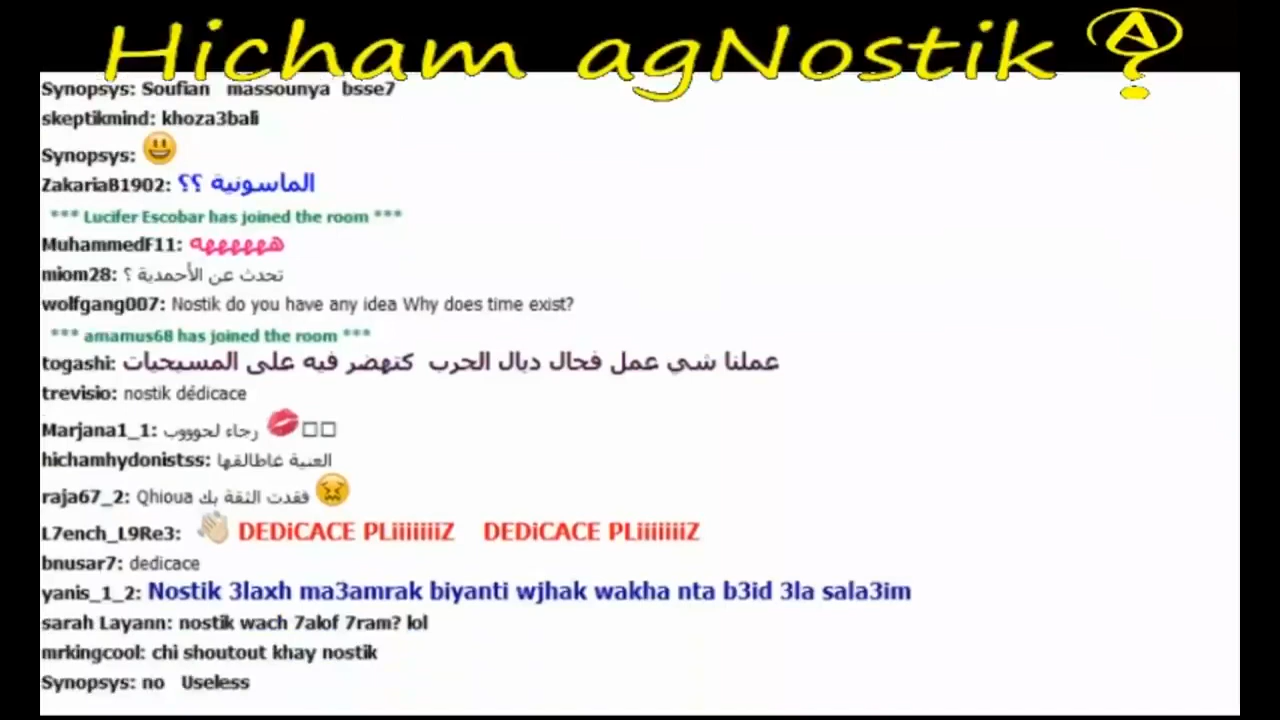 Hicham agNostik ?
Synopsys: Soufian massounya bsse7
skeptikmind: khoza3bali
Synopsys: 😃
ZakariaB1902: الماسونية ؟؟
*** Lucifer Escobar has joined the room ***
MuhammedF11: هههههه
miom28: تحدث عن الأحمدية ؟
wolfgang007: Nostik do you have any idea Why does time exist?
*** amamus68 has joined the room ***
togashi: عملنا شي عمل فحال ديال الحرب كتهضر فيه على المسيحيات
trevisio: nostik dédicace
Marjana1_1: رجاء لحوووب 💋□□
hichamhydonistss: العنية غاطالقها
raja67_2: Qhioua فقدت الثقة بك 😖
L7ench_L9Re3: 👏 DEDiCACE PLiiiiiiiZ DEDiCACE PLiiiiiiiZ
bnusar7: dedicace
yanis_1_2: Nostik 3laxh ma3amrak biyanti wjhak wakha nta b3id 3la sala3im
sarah Layann: nostik wach 7alof 7ram? lol
mrkingcool: chi shoutout khay nostik
Synopsys: no Useless